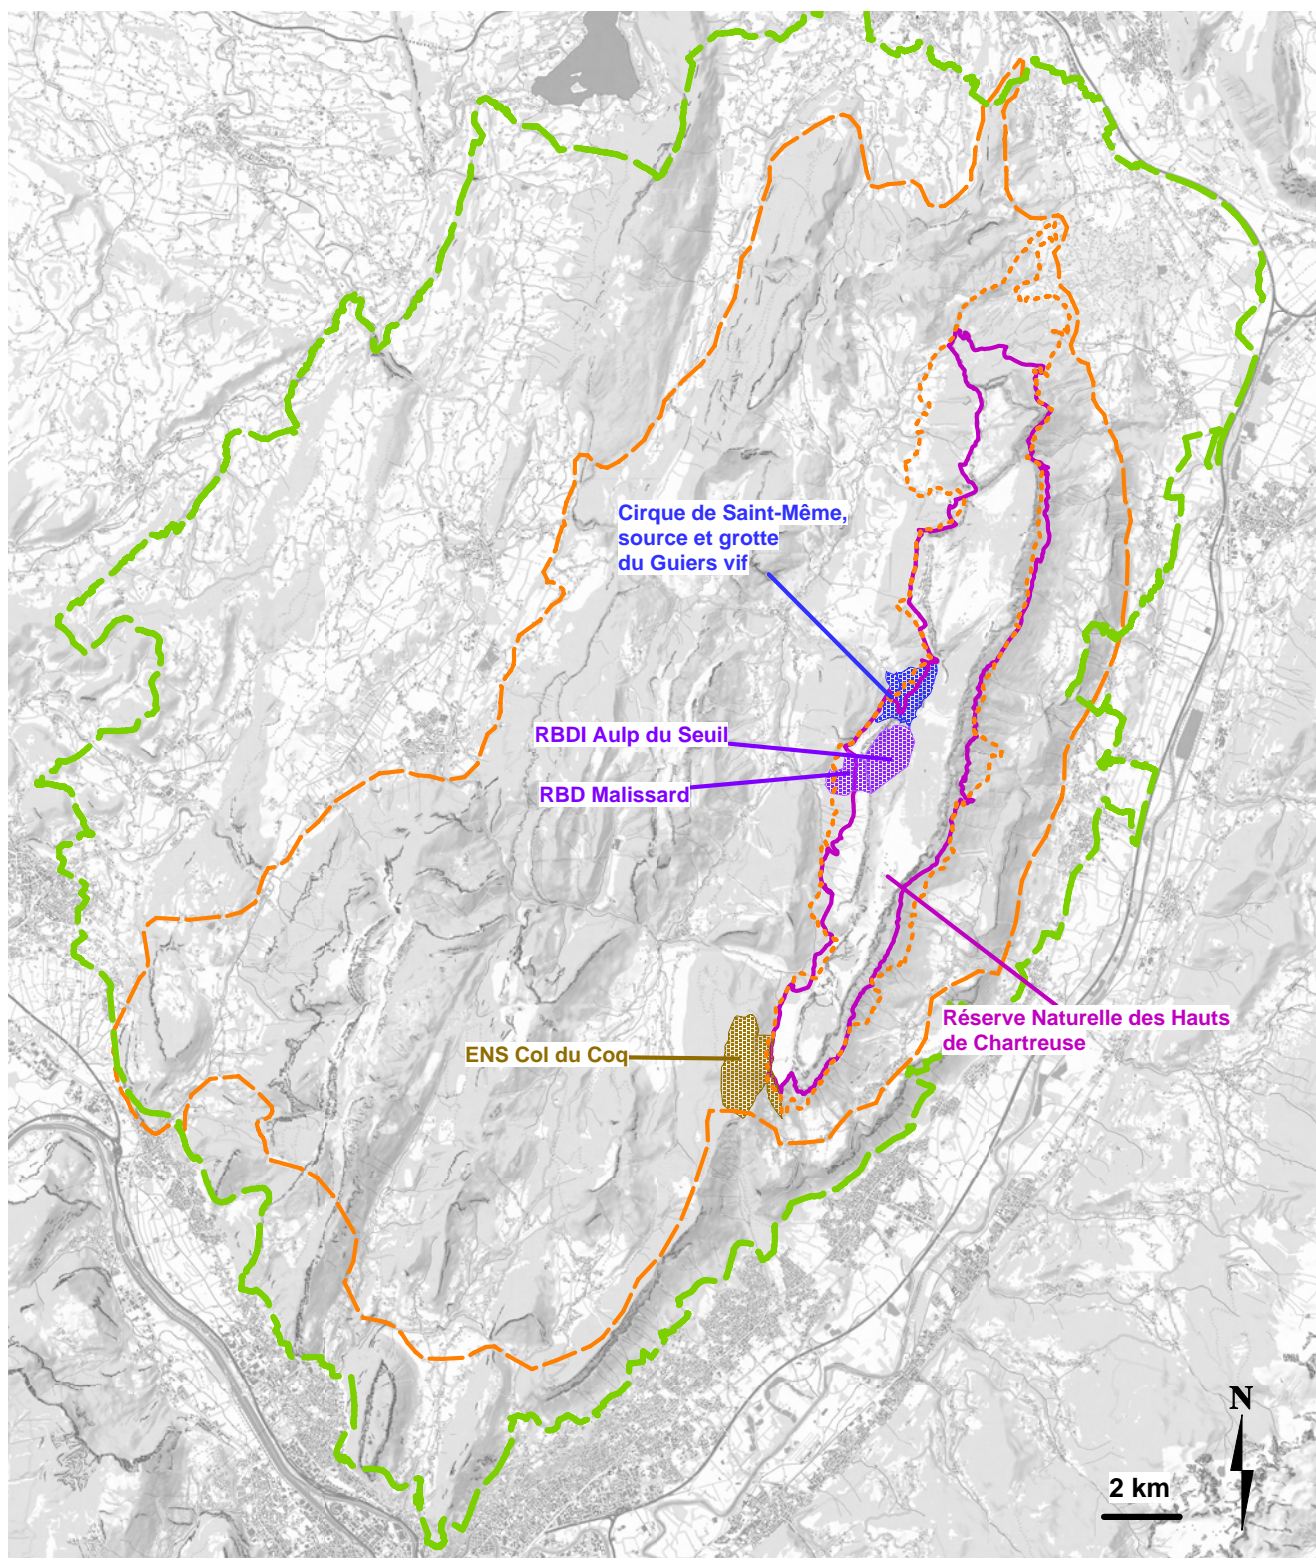 Cirque de Saint-Même,
source et grotte
du Guiers vif
RBDI Aulp du Seuil
RBD Malissard
Réserve Naturelle des Hauts
de Chartreuse
ENS Col du Coq
N
2 km